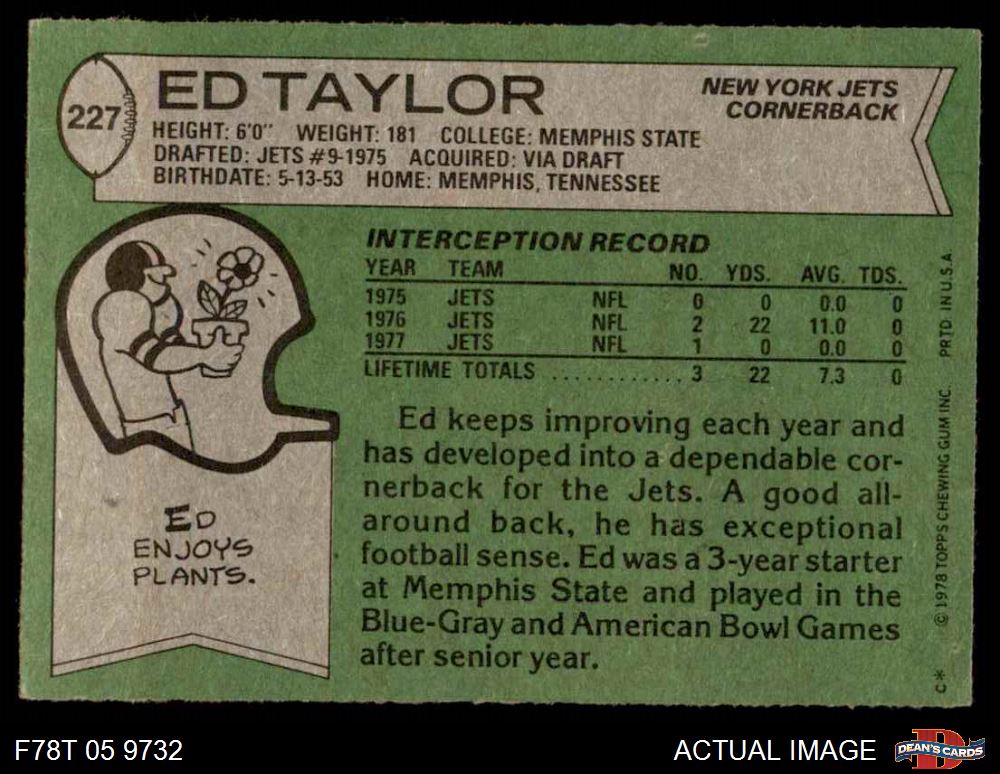 227
ED TAYLOR
NEW YORK JETS
CORNERBACK
HEIGHT: 6'0" WEIGHT: 181 COLLEGE: MEMPHIS STATE
DRAFTED: JETS #9-1975 ACQUIRED: VIA DRAFT
BIRTHDATE: 5-13-53 HOME: MEMPHIS, TENNESSEE
INTERCEPTION RECORD
YEAR TEAM NO. YDS. AVG. TDS.
1975 JETS NFL 0 0 0.0 0
1976 JETS NFL 2 22 11.0 0
1977 JETS NFL 1 0 0.0 0
LIFETIME TOTALS ............ 3 22 7.3 0
Ed keeps improving each year and
has developed into a dependable cor-
nerback for the Jets. A good all-
around back, he has exceptional
football sense. Ed was a 3-year starter
at Memphis State and played in the
Blue-Gray and American Bowl Games
after senior year.
ED
ENJOYS
PLANTS.
C* © 1978 TOPPS CHEWING GUM INC. PRTD. IN U.S.A.
F78T 05 9732
ACTUAL IMAGE
D
DEAN'S CARDS